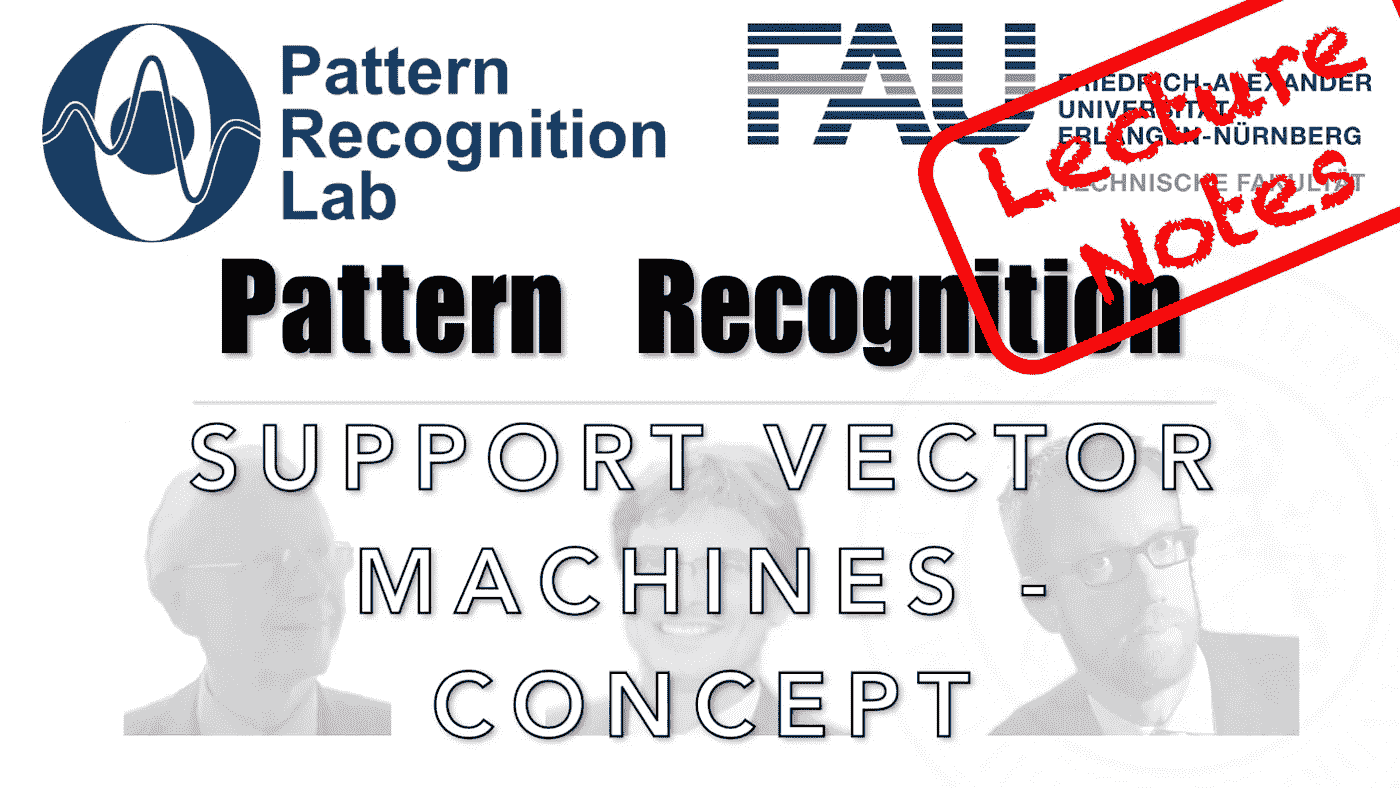 Pattern
Recognition
Lab
FAU
FRIEDRICH-ALEXANDER
UNIVERSITÄT
ERLANGEN-NÜRNBERG
TECHNISCHE FAKULTÄT
Lecture
Notes
Pattern Recognition
SUPPORT VECTOR
MACHINES -
CONCEPT